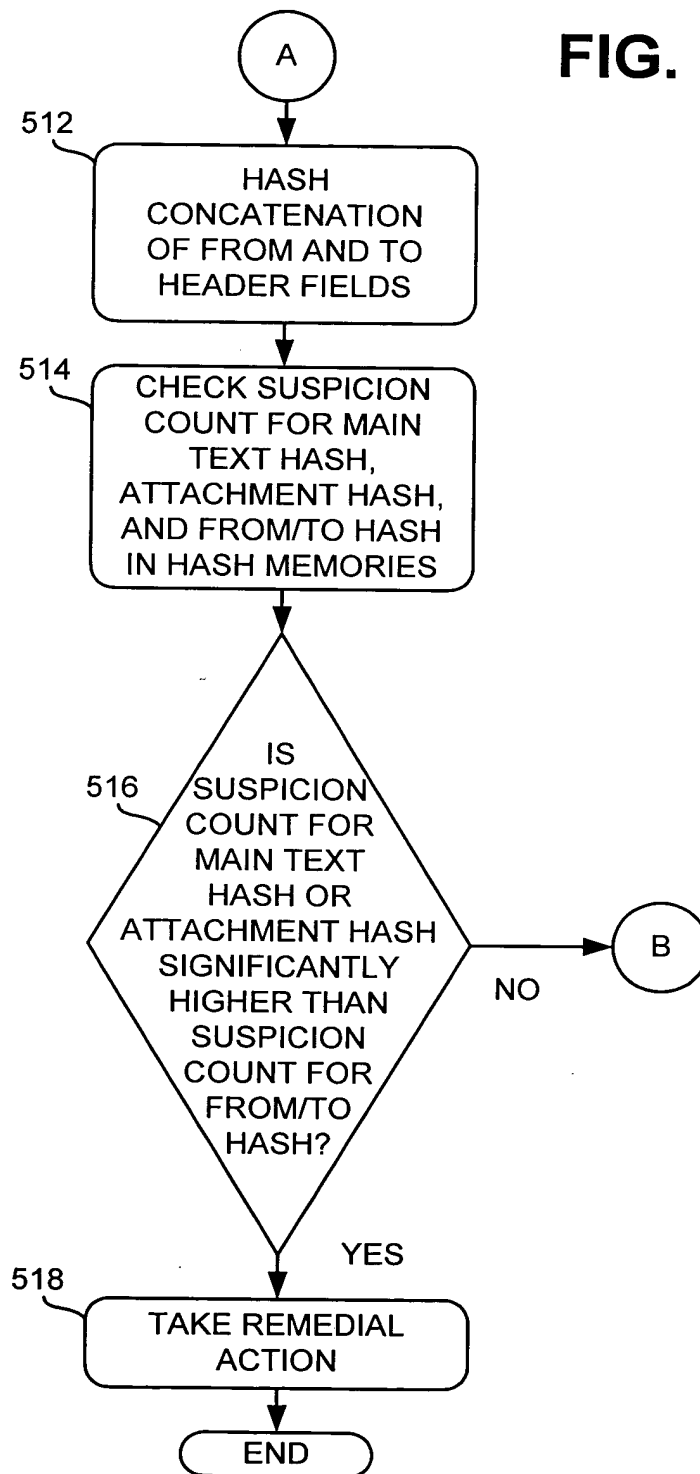 A
FIG.
512
HASH
CONCATENATION
OF FROM AND TO
HEADER FIELDS
514
CHECK SUSPICION
COUNT FOR MAIN
TEXT HASH,
ATTACHMENT HASH,
AND FROM/TO HASH
IN HASH MEMORIES
516
IS
SUSPICION
COUNT FOR
MAIN TEXT
HASH OR
ATTACHMENT HASH
SIGNIFICANTLY
HIGHER THAN
SUSPICION
COUNT FOR
FROM/TO
HASH?
B
NO
YES
518
TAKE REMEDIAL
ACTION
END